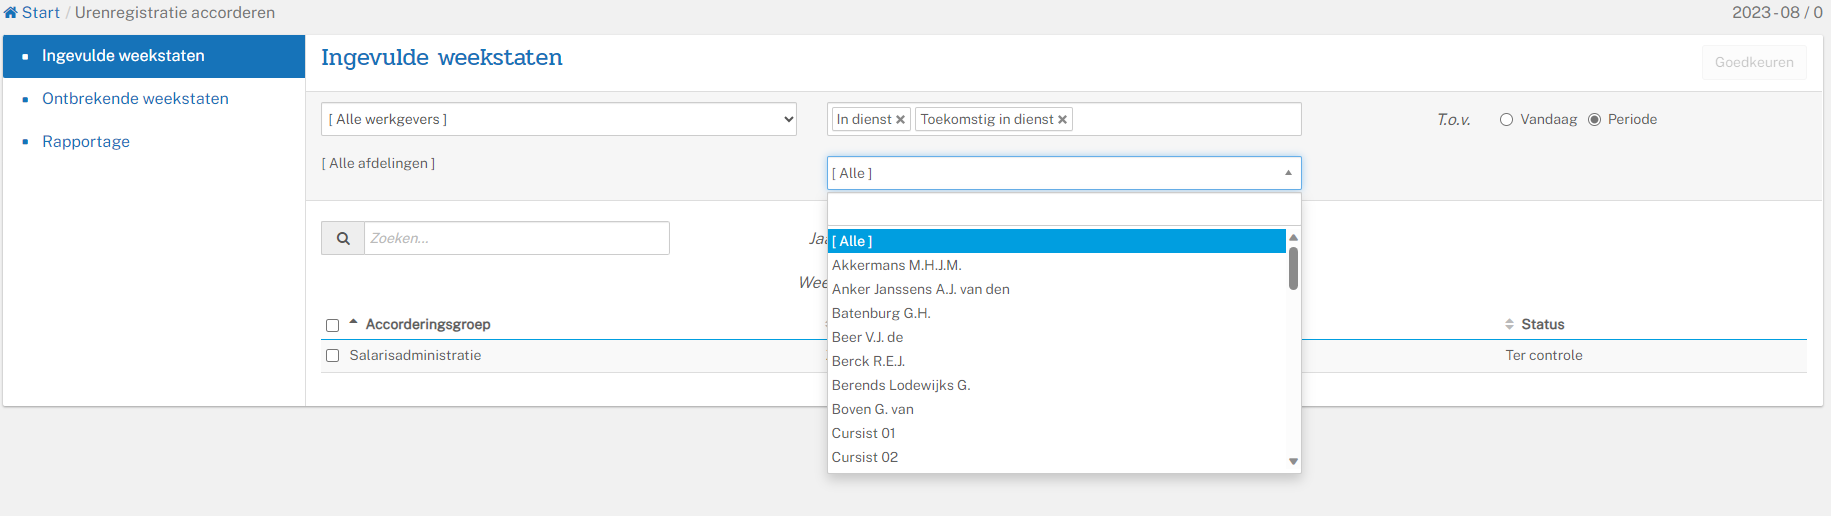 Start / Urenregistratie accorderen
2023 - 08 / 0
Ingevulde weekstaten
Ontbrekende weekstaten
Rapportage
Ingevulde weekstaten
Goedkeuren
[ Alle werkgevers ]
In dienst × Toekomstig in dienst ×
T.o.v. Vandaag Periode
[ Alle afdelingen ]
[ Alle ]
Zoeken...
[ Alle ]
Akkermans M.H.J.M.
Anker Janssens A.J. van den
Batenburg G.H.
Beer V.J. de
Berck R.E.J.
Berends Lodewijks G.
Boven G. van
Cursist 01
Cursist 02
Accorderingsgroep
Status
Salarisadministratie
Ter controle